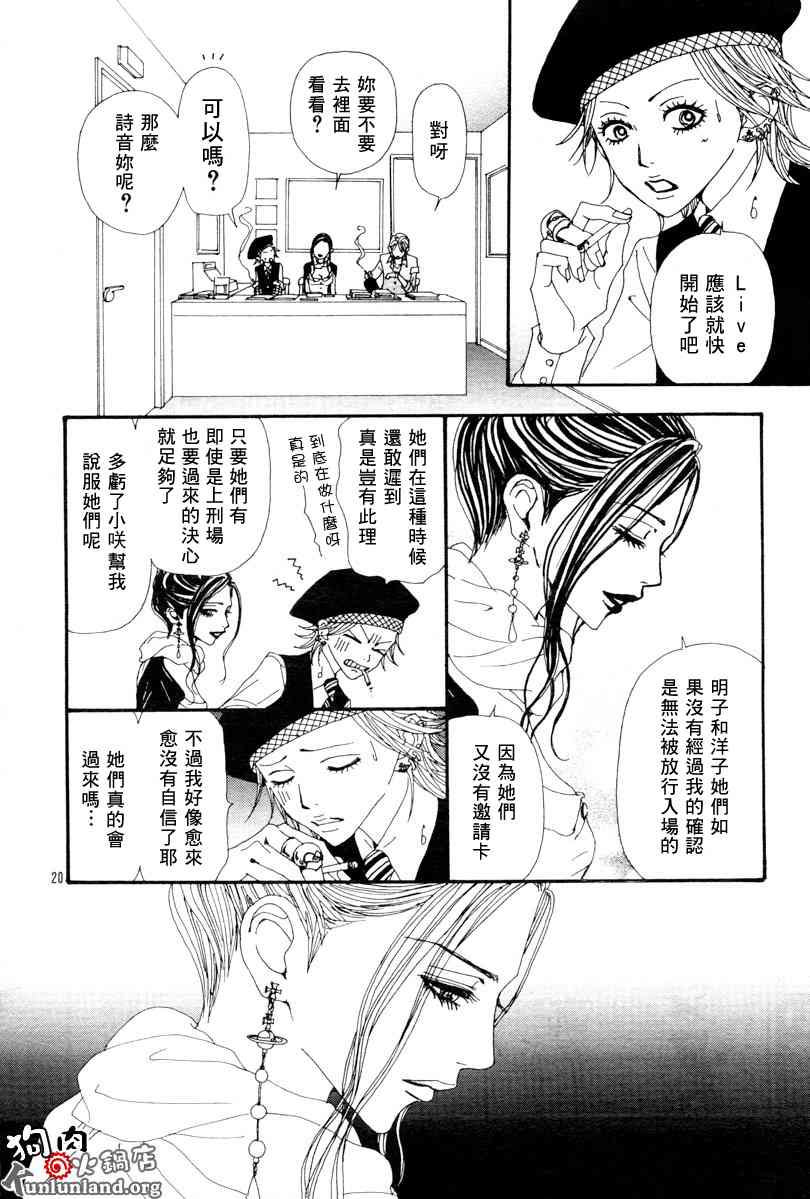 Live
應該就快
開始了吧
對呀
妳要不要
去裡面
看看？
可以嗎？
那麼
詩音妳呢？
明子和洋子她們如
果沒有經過我的確認
是無法被放行入場的
因為她們
又沒有邀請卡
她們在這種時候
還敢遲到
真是豈有此理
到底在做什麼呀
真是的
只要她們有
即使是上刑場
也要過來的決心
就足夠了
多虧了小咲幫我
說服她們呢
不過我好像愈來
愈沒有自信了耶
她們真的會
過來嗎…
20
狗肉
火鍋店
kunlunland.org